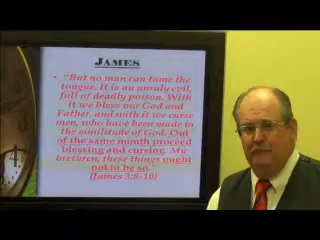 JAMES
• "But no man can tame the
tongue. It is an unruly evil,
full of deadly poison. With
it we bless our God and
Father, and with it we curse
men, who have been made in
the similitude of God. Out
of the same mouth proceed
blessing and cursing. My
brethren, these things ought
not to be so."
(James 3:8-10)